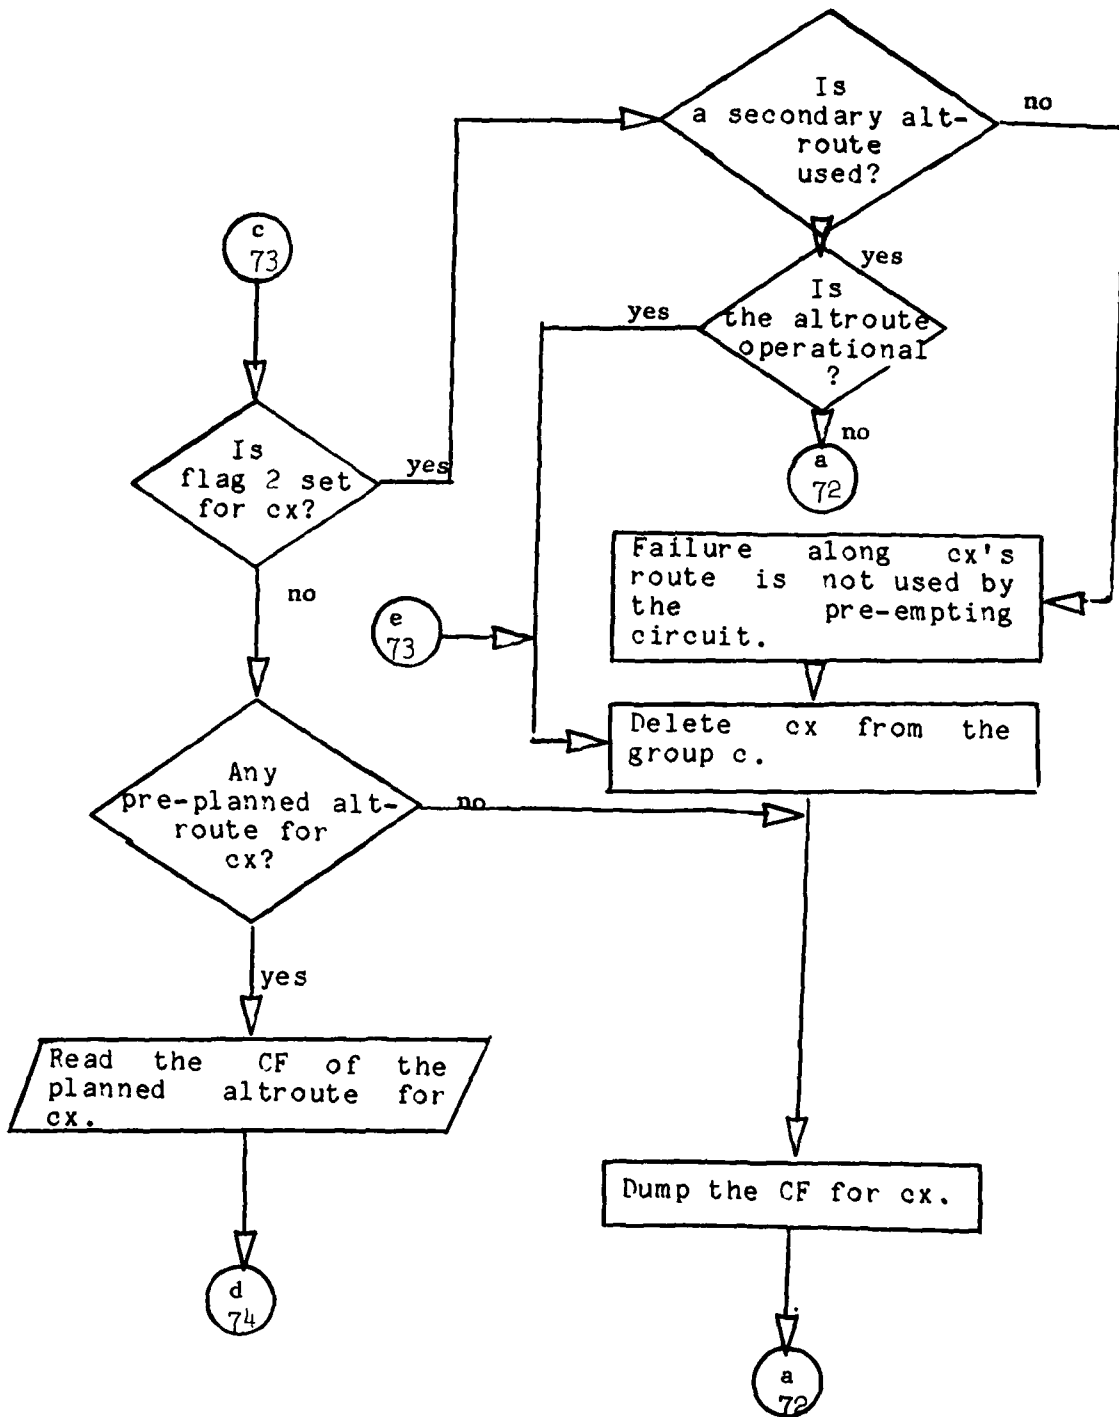 Is
a secondary alt-
route
used?
no
c
73
yes
Is
the altroute
operational
?
yes
no
a
72
Is
flag 2 set
for cx?
yes
no
Failure along cx's
route is not used by
the pre-empting
circuit.
e
73
Delete cx from the
group c.
Any
pre-planned alt-
route for
cx?
no
yes
Read the CF of the
planned altroute for
cx.
Dump the CF for cx.
d
74
a
72